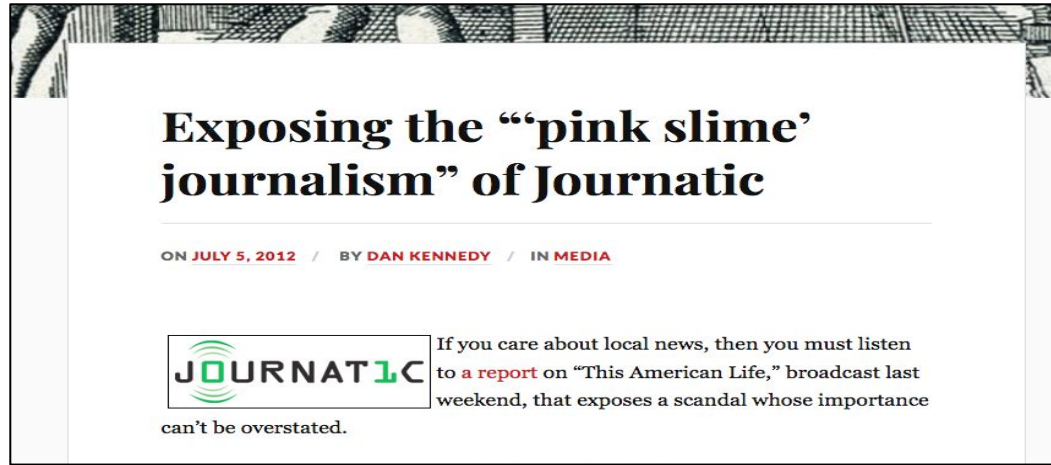 Exposing the “‘pink slime’
journalism” of Journatic
ON JULY 5, 2012 / BY DAN KENNEDY / IN MEDIA
JOURNAT1C
If you care about local news, then you must listen
to a report on “This American Life,” broadcast last
weekend, that exposes a scandal whose importance
can’t be overstated.